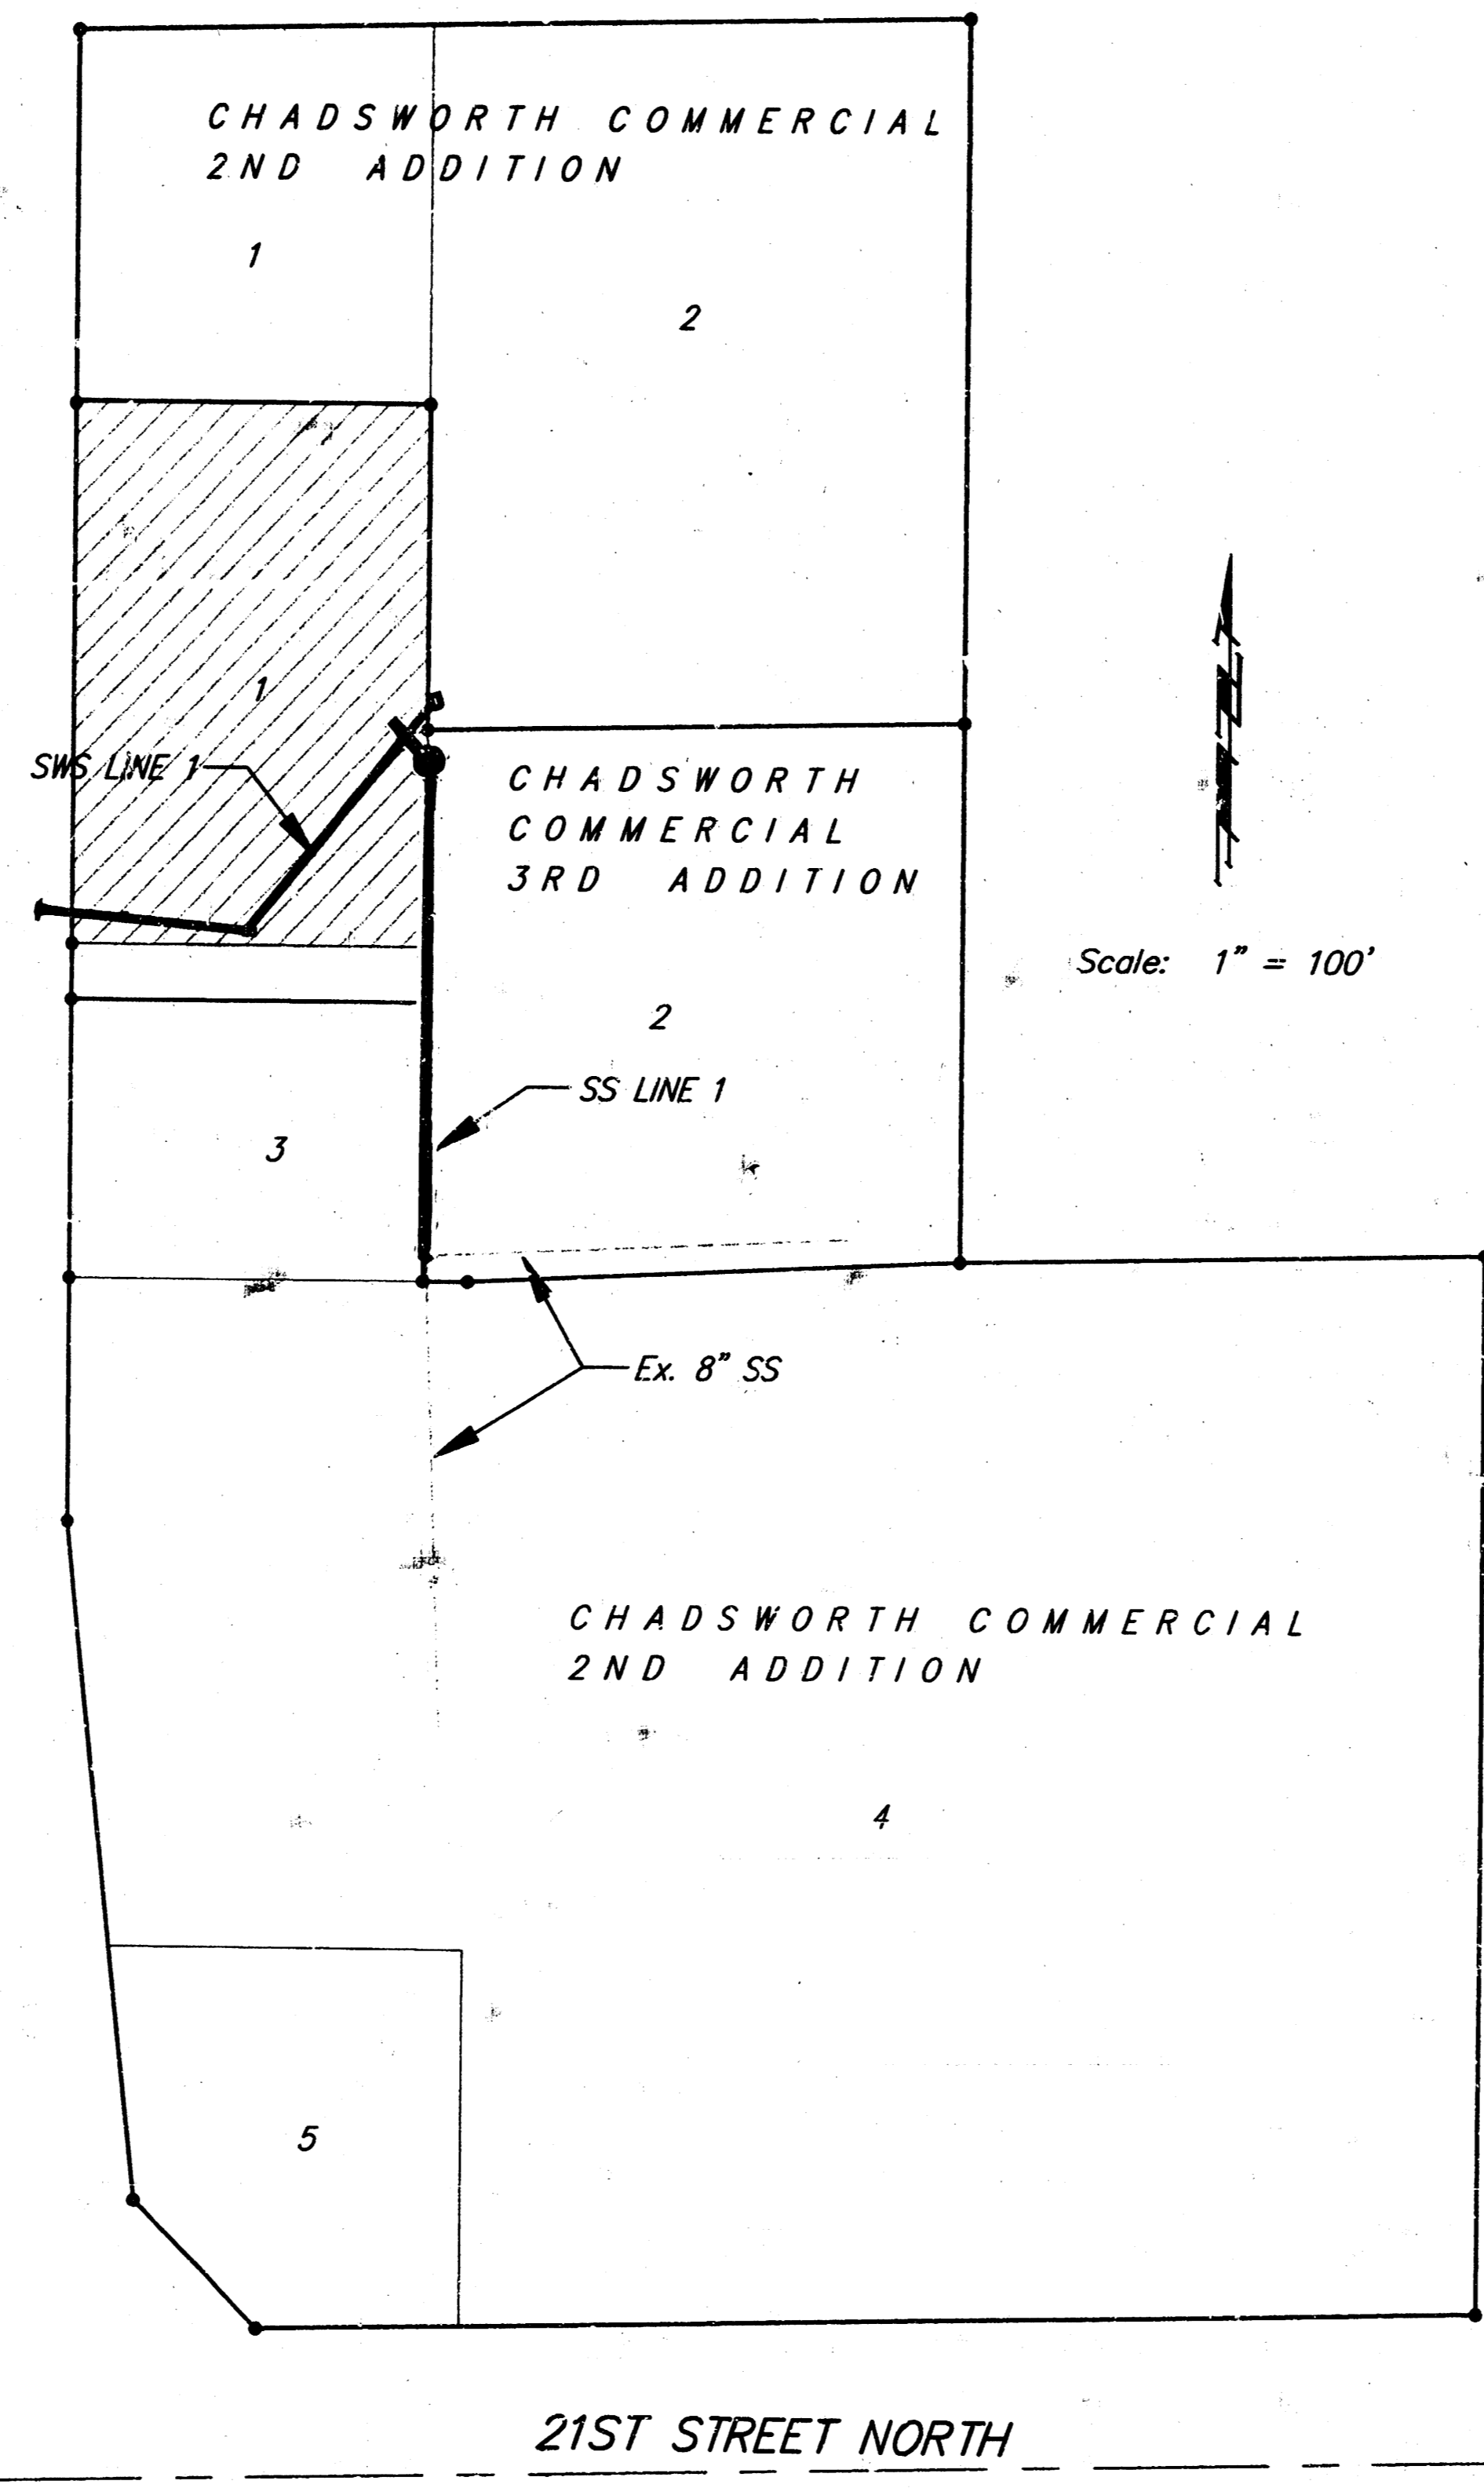 CHADSWORTH COMMERCIAL
2ND ADDITION
1
2
1
SWS LINE 1
CHADSWORTH
COMMERCIAL
3RD ADDITION
Scale: 1" = 100'
2
SS LINE 1
3
Ex. 8" SS
CHADSWORTH COMMERCIAL
2ND ADDITION
4
5
21ST STREET NORTH